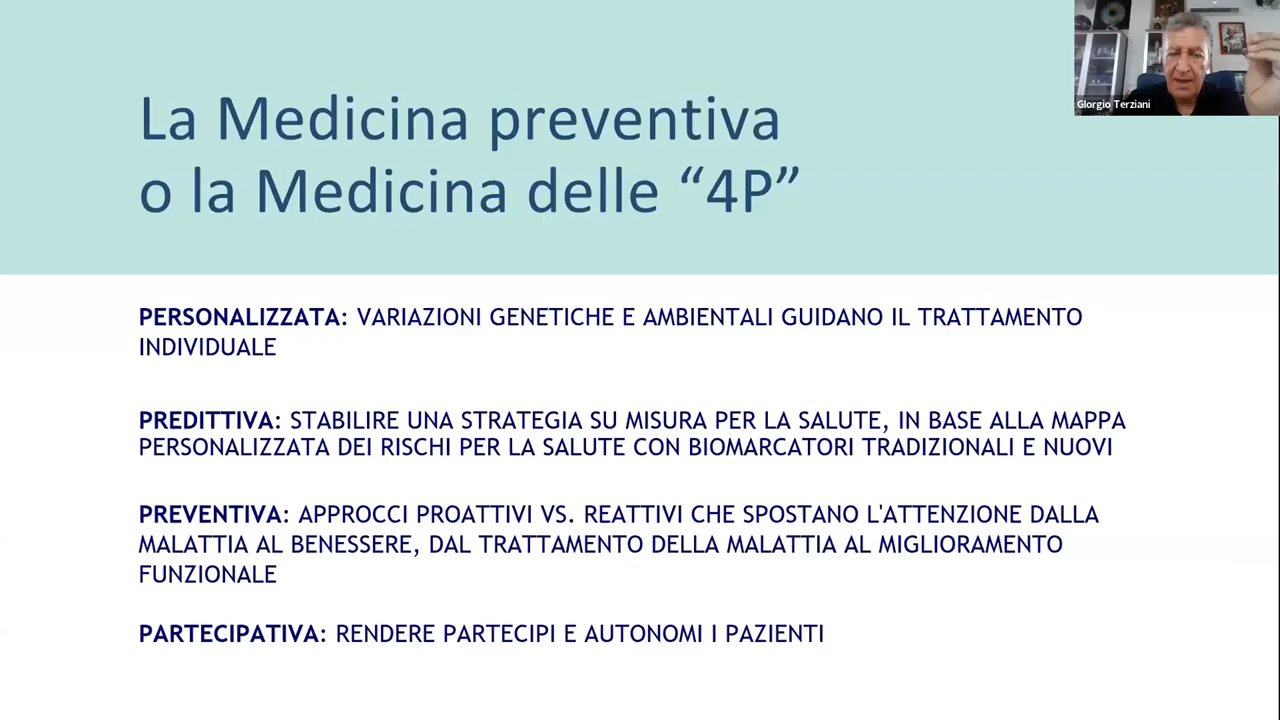 La Medicina preventiva
o la Medicina delle “4P”
GIorgio Terziani
PERSONALIZZATA: VARIAZIONI GENETICHE E AMBIENTALI GUIDANO IL TRATTAMENTO
INDIVIDUALE
PREDITTIVA: STABILIRE UNA STRATEGIA SU MISURA PER LA SALUTE, IN BASE ALLA MAPPA
PERSONALIZZATA DEI RISCHI PER LA SALUTE CON BIOMARCATORI TRADIZIONALI E NUOVI
PREVENTIVA: APPROCCI PROATTIVI VS. REATTIVI CHE SPOSTANO L'ATTENZIONE DALLA
MALATTIA AL BENESSERE, DAL TRATTAMENTO DELLA MALATTIA AL MIGLIORAMENTO
FUNZIONALE
PARTECIPATIVA: RENDERE PARTECIPI E AUTONOMI I PAZIENTI